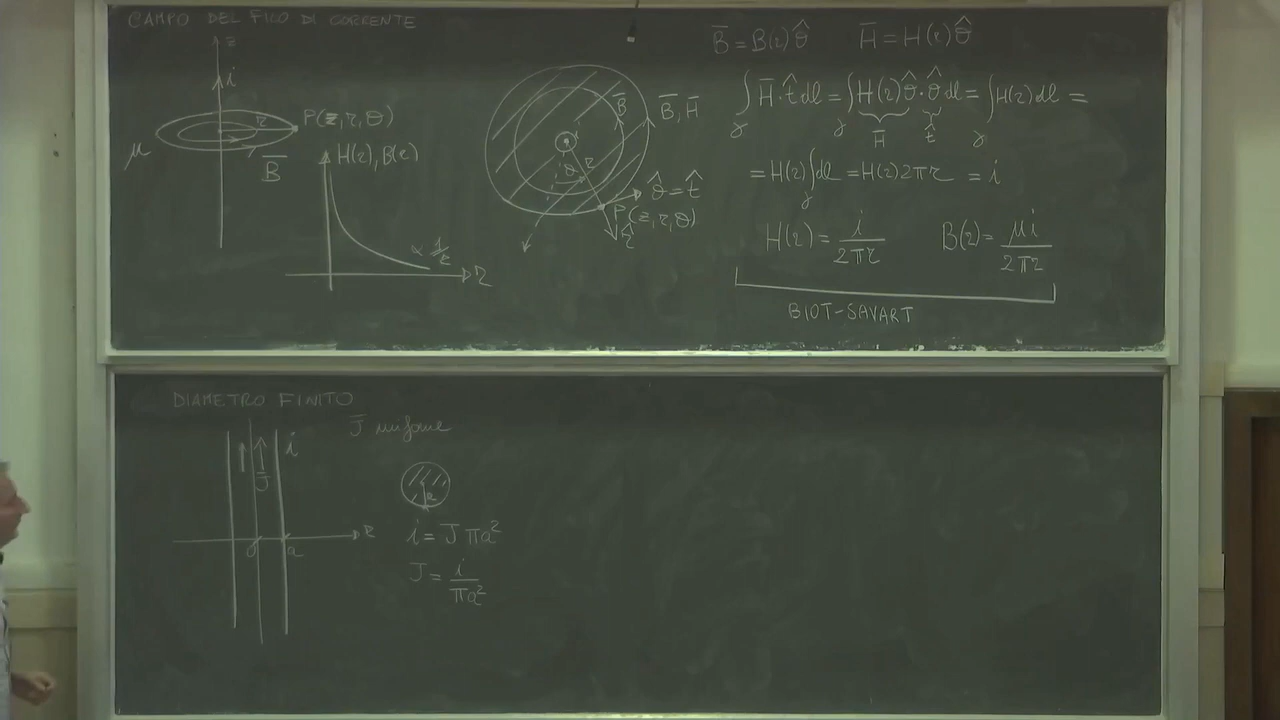 CAMPO DEL FILO DI CORRENTE
z
i
r
P(z,r,θ)
μ
B̄
H(r), B(r)
∝ 1/r
r
B̄
B̄, H̄
r
θ
i
θ̂ = t̂
P(z,r,θ)
r̂
B̄ = B(r)θ̂ H̄ = H(r)θ̂
∫γ H̄·t̂ dl = ∫γ H(r)θ̂·θ̂ dl = ∫γ H(r) dl =
H̄ t̂
= H(r)∫γ dl = H(r)2πr = i
H(r) = i/2πr B(r) = μi/2πr
BIOT-SAVART
DIAMETRO FINITO
J̄ uniforme
i
J̄
r
0 a
a
i = J πa²
J = i/πa²